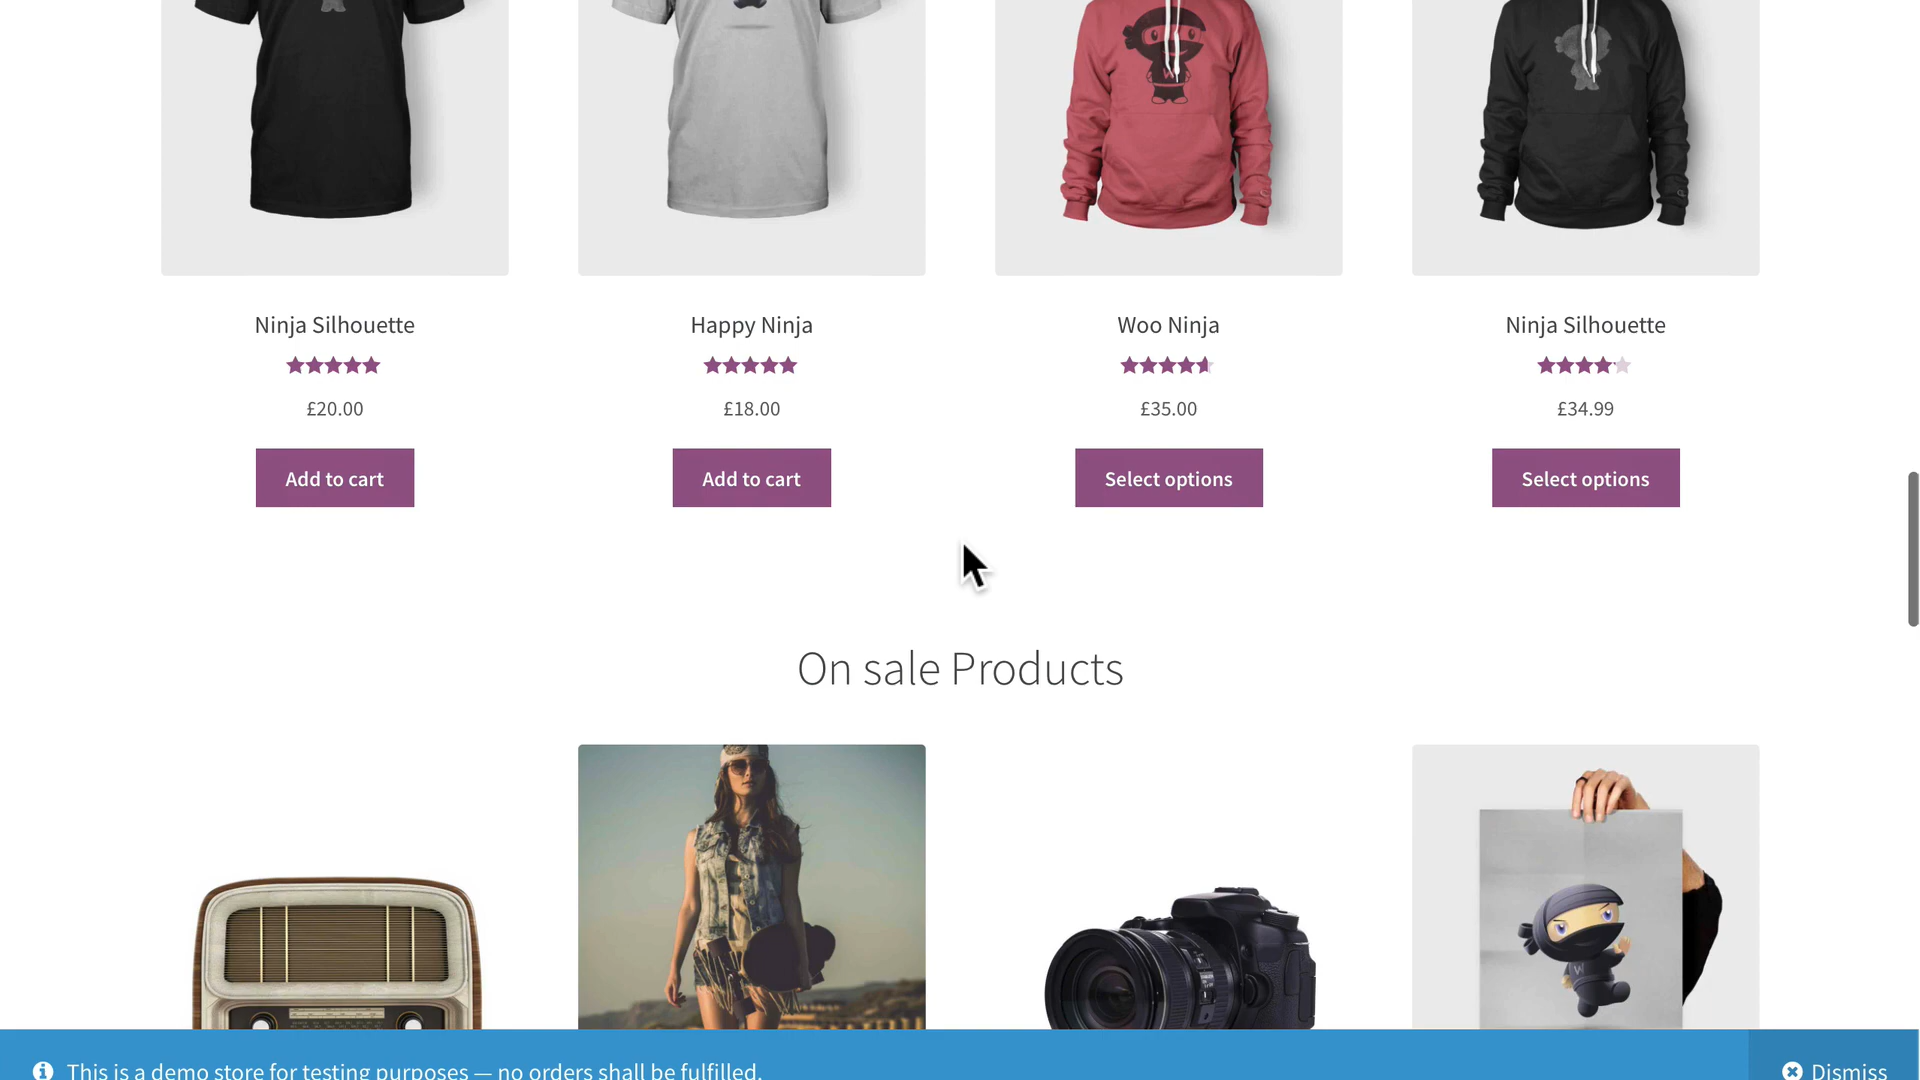 Ninja Silhouette
Happy Ninja
Woo Ninja
Ninja Silhouette
£20.00
£18.00
£35.00
£34.99
Add to cart
Add to cart
Select options
Select options
On sale Products
This is a demo store for testing purposes — no orders shall be fulfilled.
Dismiss